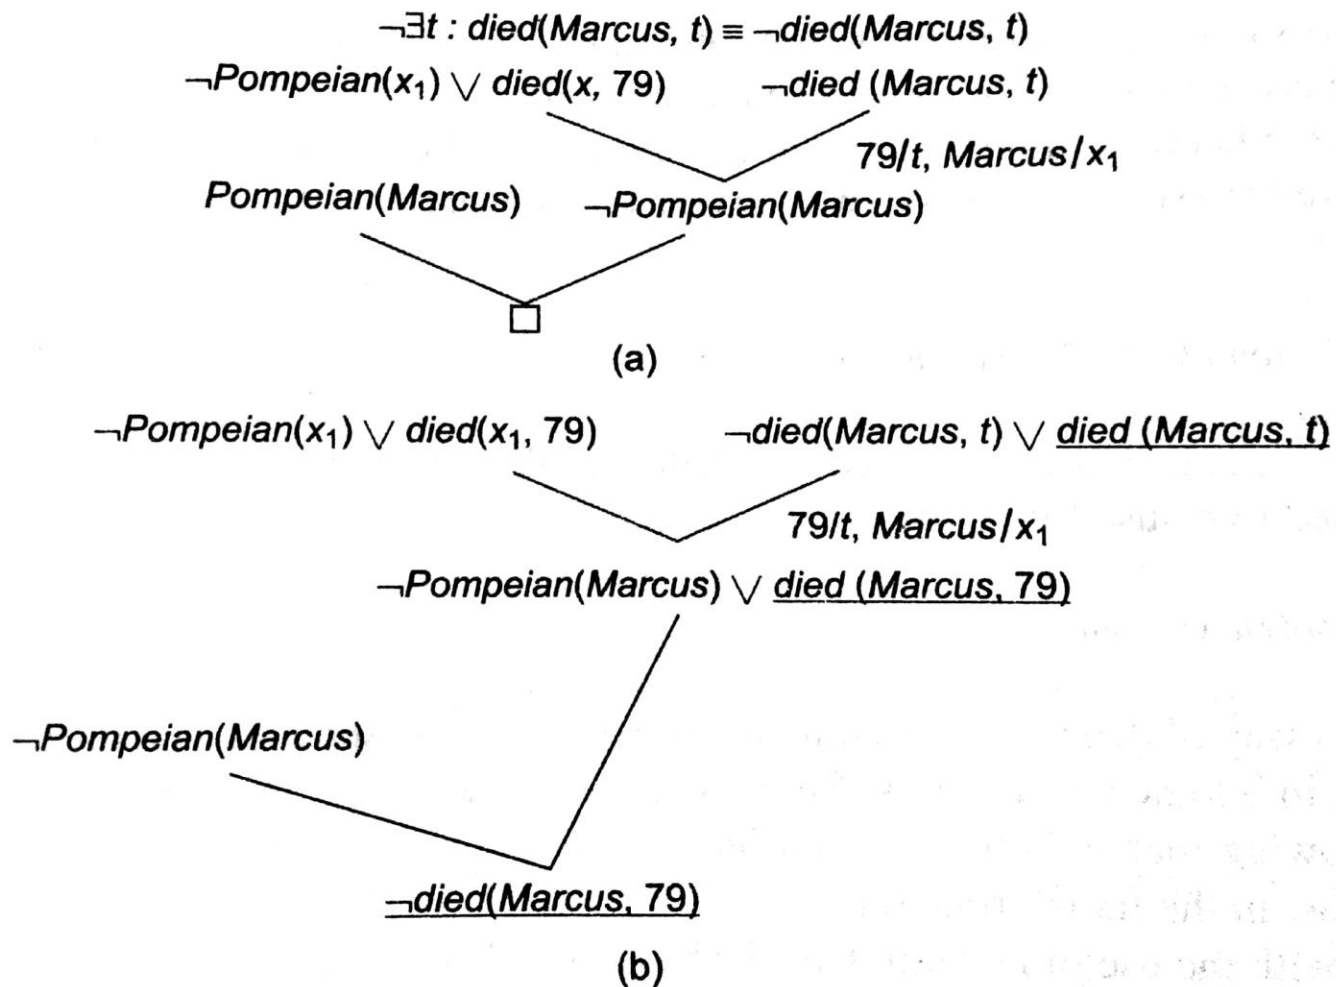 ¬∃t : died(Marcus, t) ≡ ¬died(Marcus, t)
¬Pompeian(x₁) ∨ died(x, 79) ¬died (Marcus, t)
79/t, Marcus/x₁
Pompeian(Marcus) ¬Pompeian(Marcus)
(a)
¬Pompeian(x₁) ∨ died(x₁, 79) ¬died(Marcus, t) ∨ died (Marcus, t)
79/t, Marcus/x₁
¬Pompeian(Marcus) ∨ died (Marcus, 79)
¬Pompeian(Marcus)
¬died(Marcus, 79)
(b)